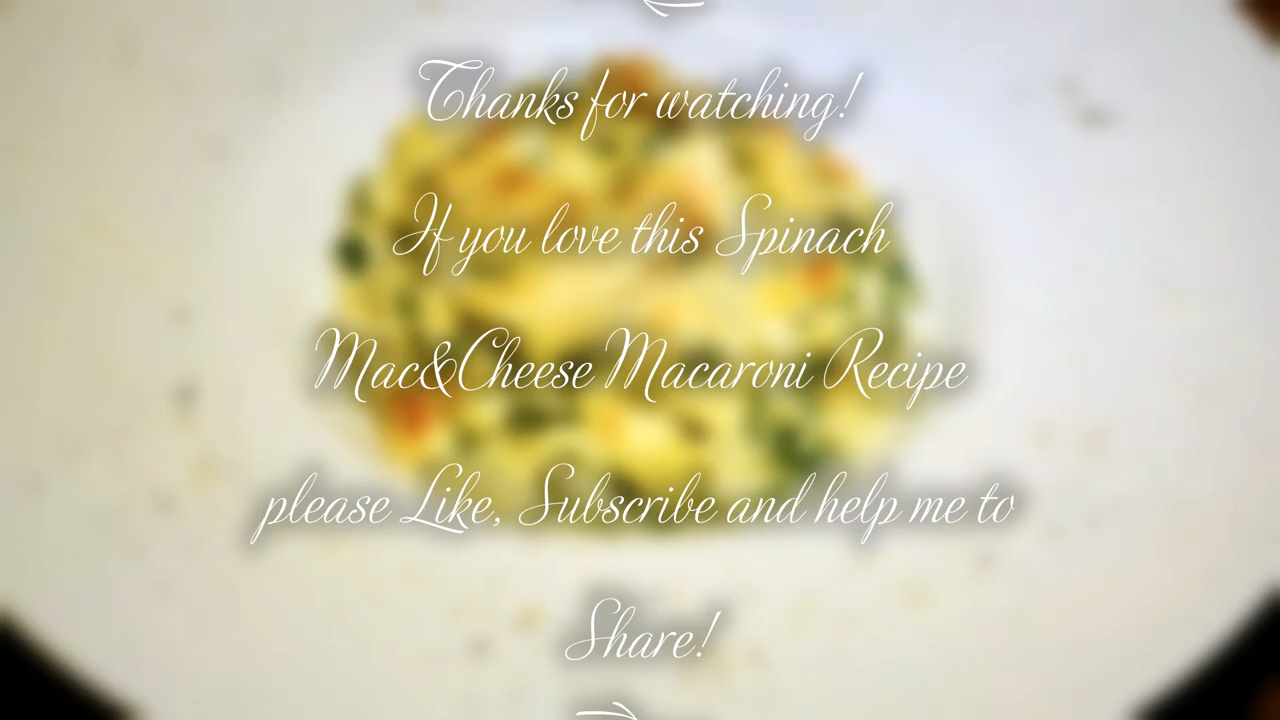 Thanks for watching!
If you love this Spinach
Mac&Cheese Macaroni Recipe
please Like, Subscribe and help me to
Share!